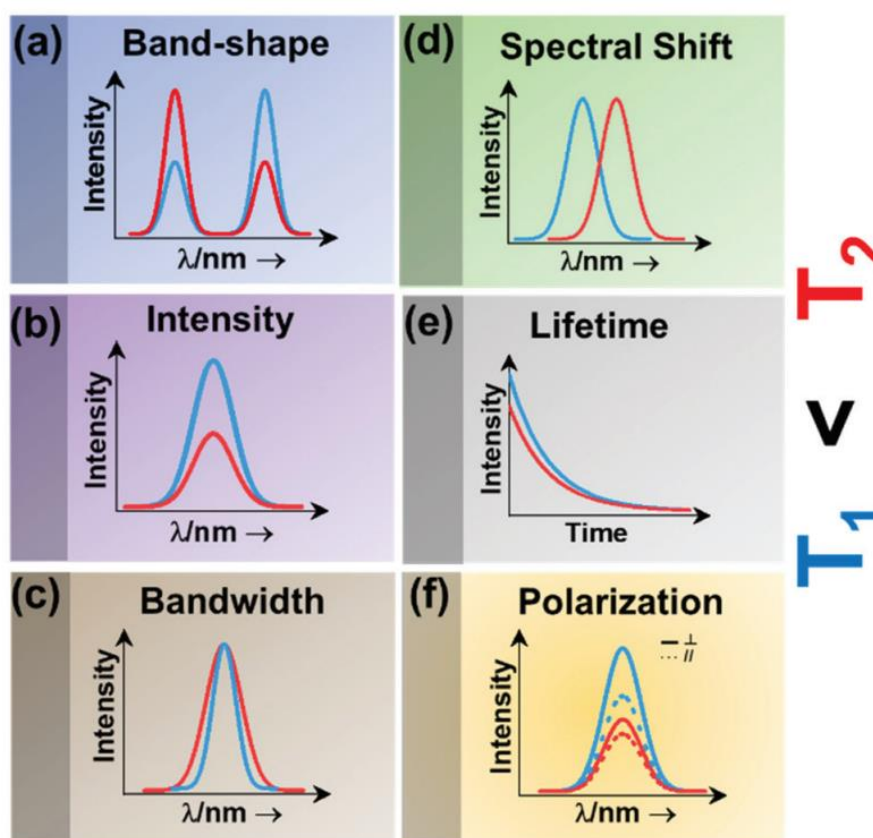 (a) Band-shape
Intensity
λ/nm →
(b) Intensity
Intensity
λ/nm →
(c) Bandwidth
Intensity
λ/nm →
(d) Spectral Shift
Intensity
λ/nm →
(e) Lifetime
Intensity
Time
(f) Polarization
— ⊥
··· //
Intensity
λ/nm →
T₁ < T₂